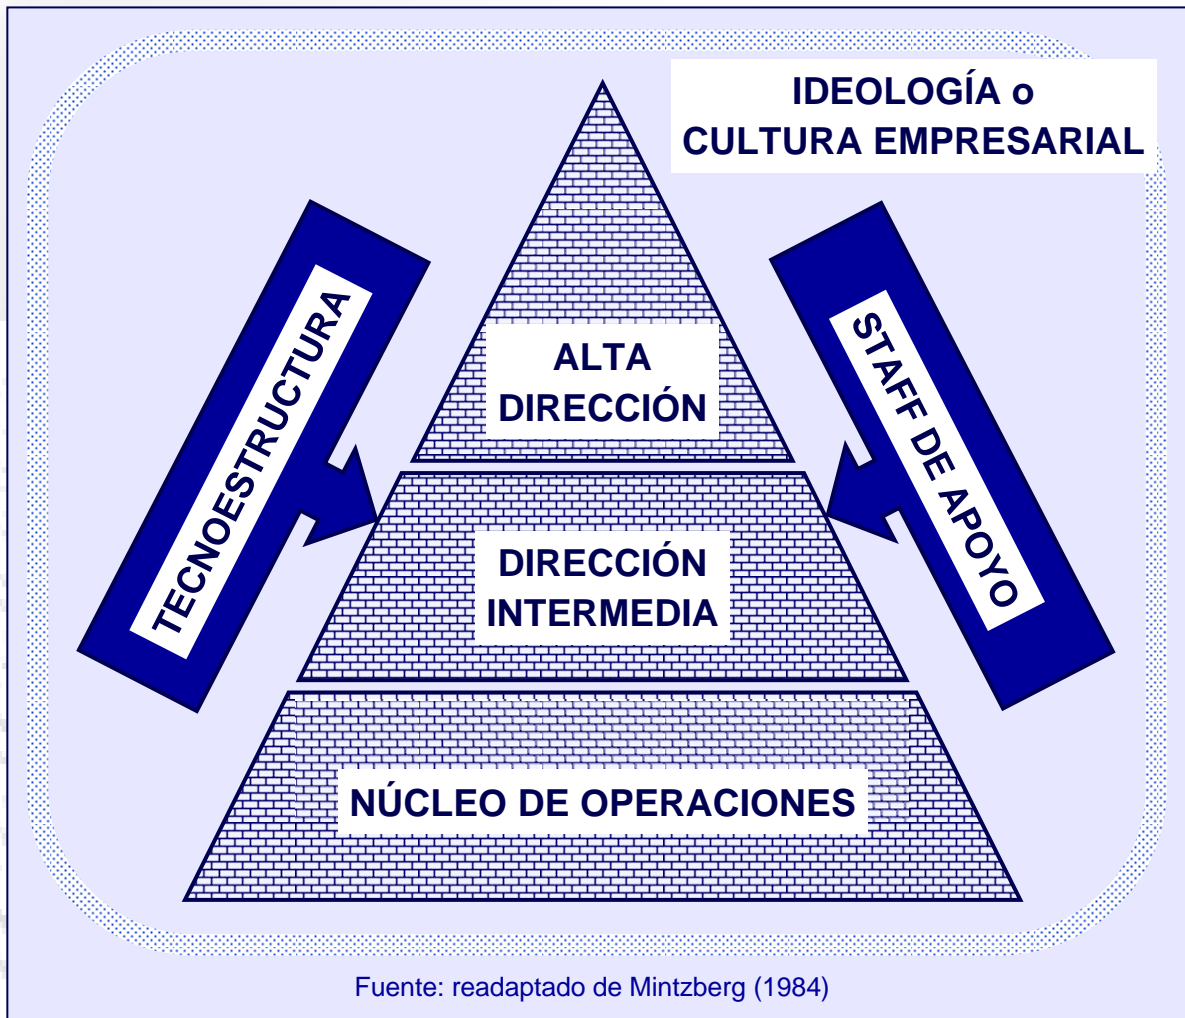 IDEOLOGÍA o
CULTURA EMPRESARIAL
TECNOESTRUCTURA
STAFF DE APOYO
ALTA
DIRECCIÓN
DIRECCIÓN
INTERMEDIA
NÚCLEO DE OPERACIONES
Fuente: readaptado de Mintzberg (1984)